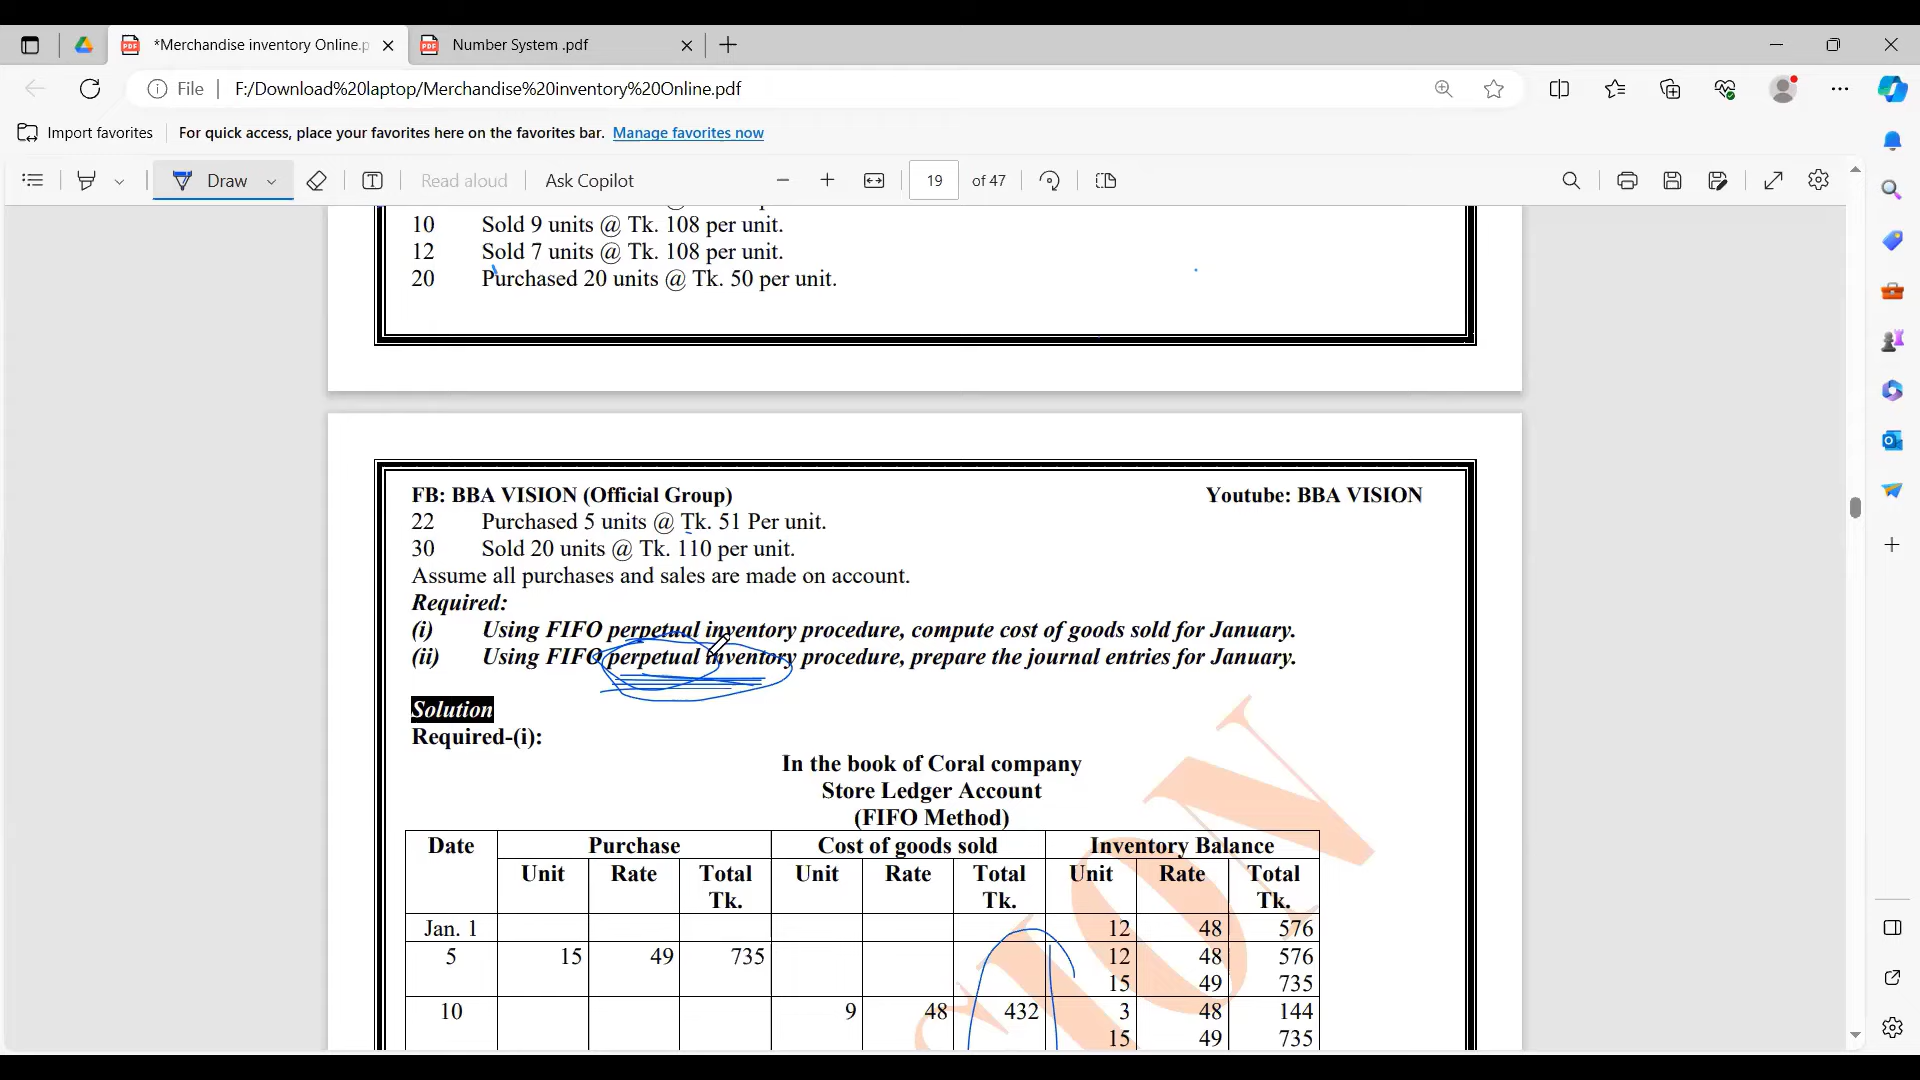 *Merchandise inventory Online.p
Number System .pdf
File
F:/Download%20laptop/Merchandise%20inventory%20Online.pdf
Import favorites
For quick access, place your favorites here on the favorites bar. Manage favorites now
Draw
Read aloud
Ask Copilot
19 of 47
10 Sold 9 units @ Tk. 108 per unit.
12 Sold 7 units @ Tk. 108 per unit.
20 Purchased 20 units @ Tk. 50 per unit.
FB: BBA VISION (Official Group) Youtube: BBA VISION
22 Purchased 5 units @ Tk. 51 Per unit.
30 Sold 20 units @ Tk. 110 per unit.
Assume all purchases and sales are made on account.
Required:
(i) Using FIFO perpetual inventory procedure, compute cost of goods sold for January.
(ii) Using FIFO perpetual inventory procedure, prepare the journal entries for January.
Solution
Required-(i):
In the book of Coral company
Store Ledger Account
(FIFO Method)
Date Purchase Cost of goods sold Inventory Balance
Unit Rate Total Tk. Unit Rate Total Tk. Unit Rate Total Tk.
Jan. 1 12 48 576
5 15 49 735 12 48 576
15 49 735
10 9 48 432 3 48 144
15 49 735